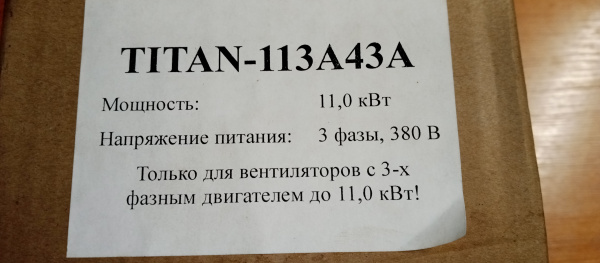 TITAN-113A43A
Мощность: 11,0 кВт
Напряжение питания: 3 фазы, 380 В
Только для вентиляторов с 3-х
фазным двигателем до 11,0 кВт!